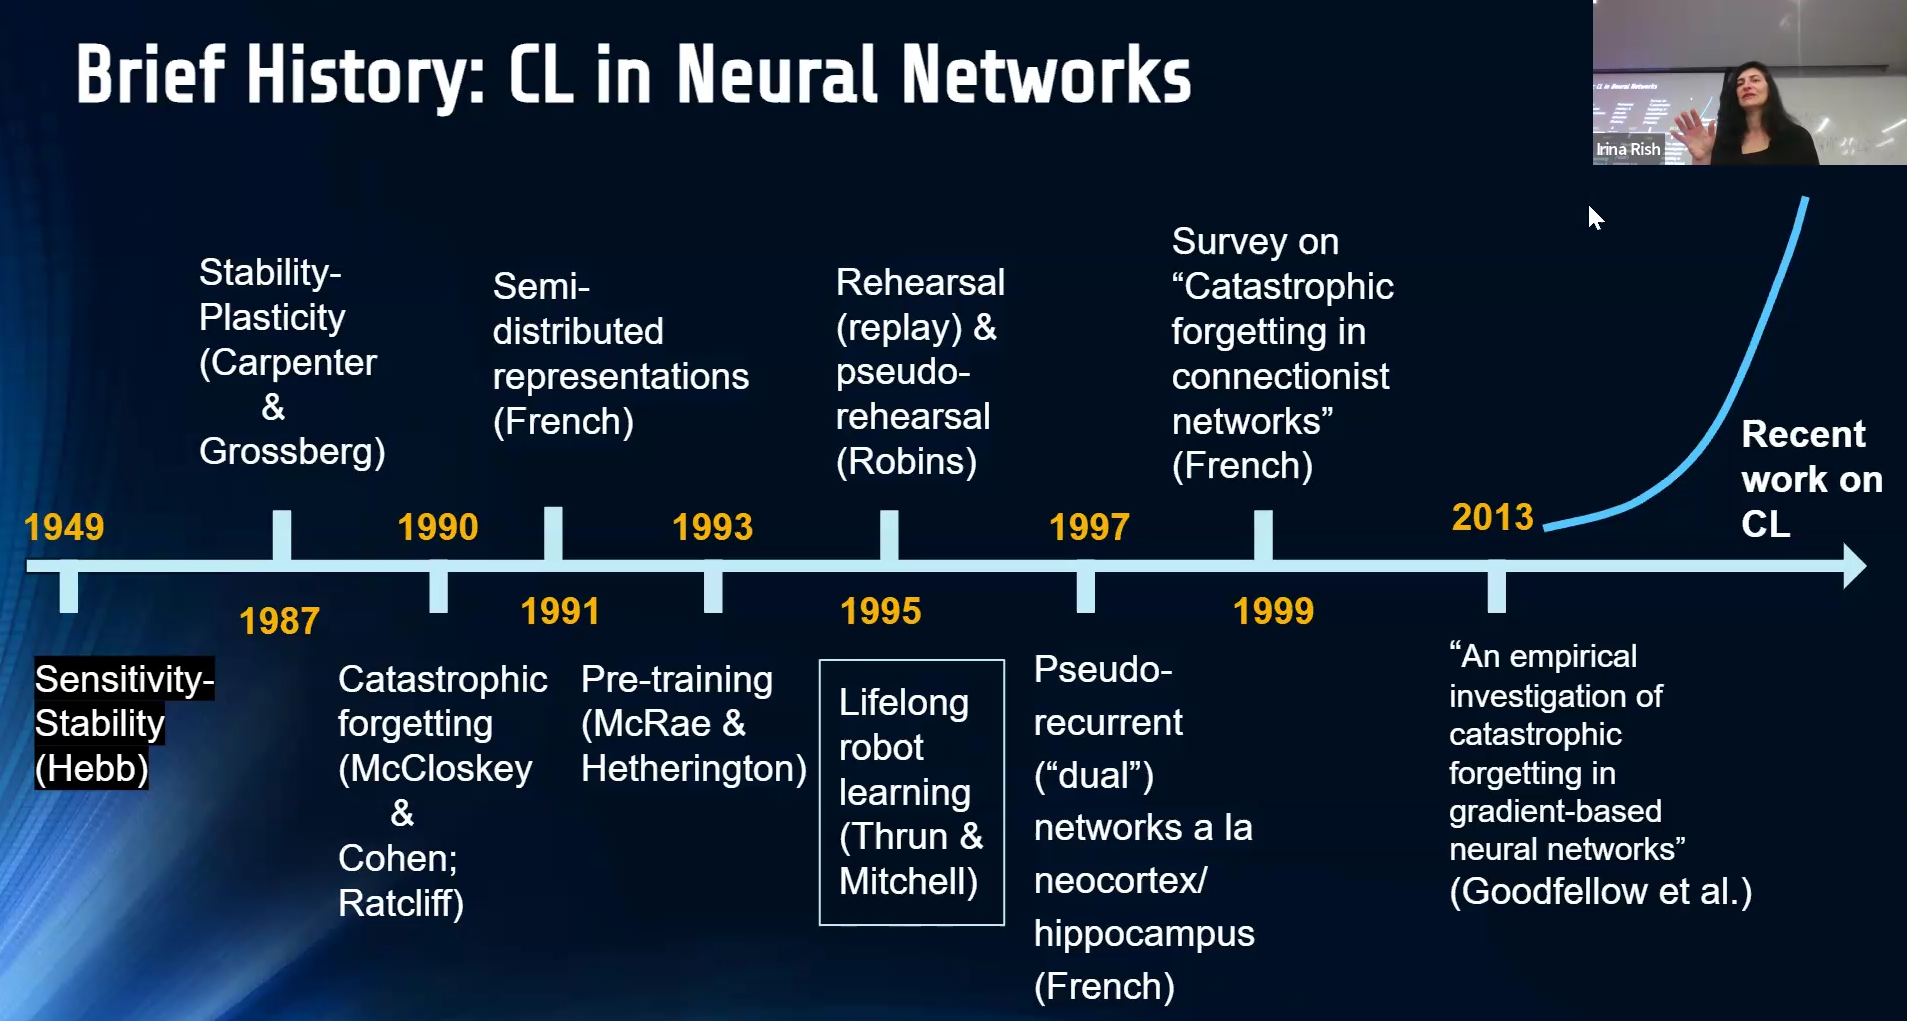 Brief History: CL in Neural Networks
CL in Neural Networks
Irina Rish
Stability-
Plasticity
(Carpenter
&
Grossberg)
Semi-
distributed
representations
(French)
Rehearsal
(replay) &
pseudo-
rehearsal
(Robins)
Survey on
“Catastrophic
forgetting in
connectionist
networks”
(French)
Recent
work on
CL
1949
1990
1993
1997
2013
1987
1991
1995
1999
Sensitivity-
Stability
(Hebb)
Catastrophic
forgetting
(McCloskey
&
Cohen;
Ratcliff)
Pre-training
(McRae &
Hetherington)
Lifelong
robot
learning
(Thrun &
Mitchell)
Pseudo-
recurrent
(“dual”)
networks a la
neocortex/
hippocampus
(French)
“An empirical
investigation of
catastrophic
forgetting in
gradient-based
neural networks”
(Goodfellow et al.)